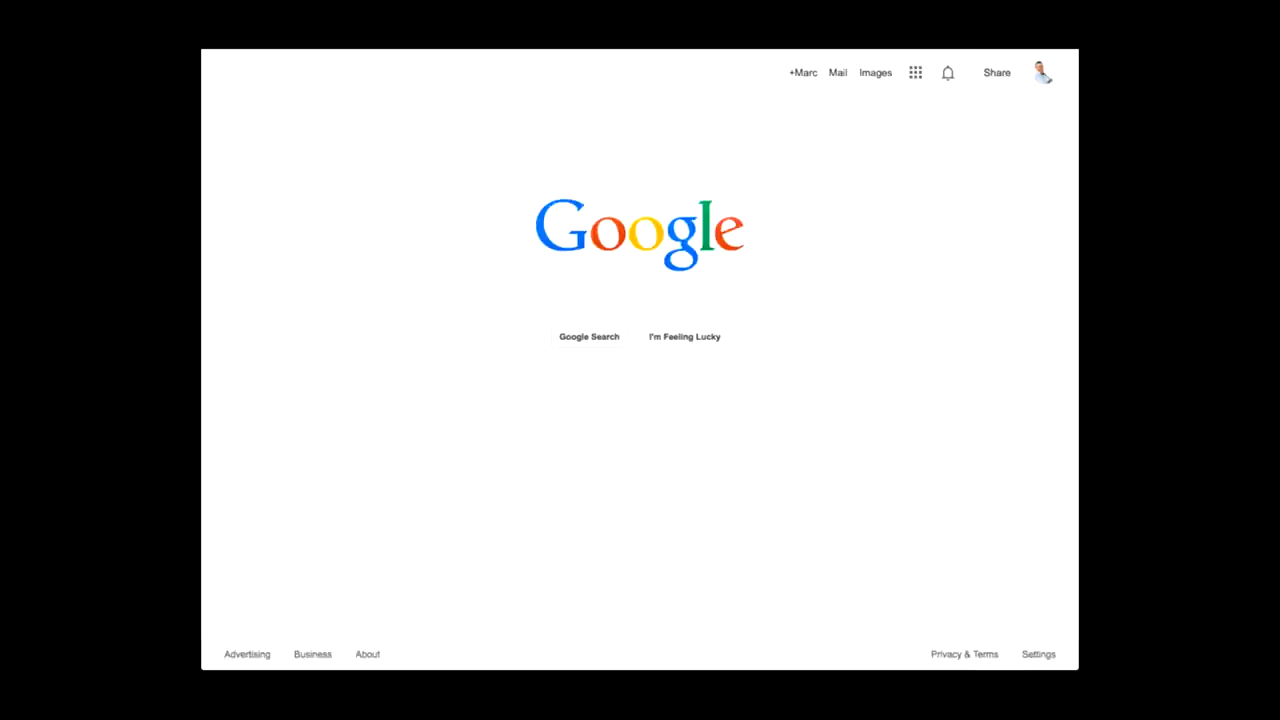 +Marc Mail Images Share
Google
Google Search I'm Feeling Lucky
Advertising Business About Privacy & Terms Settings